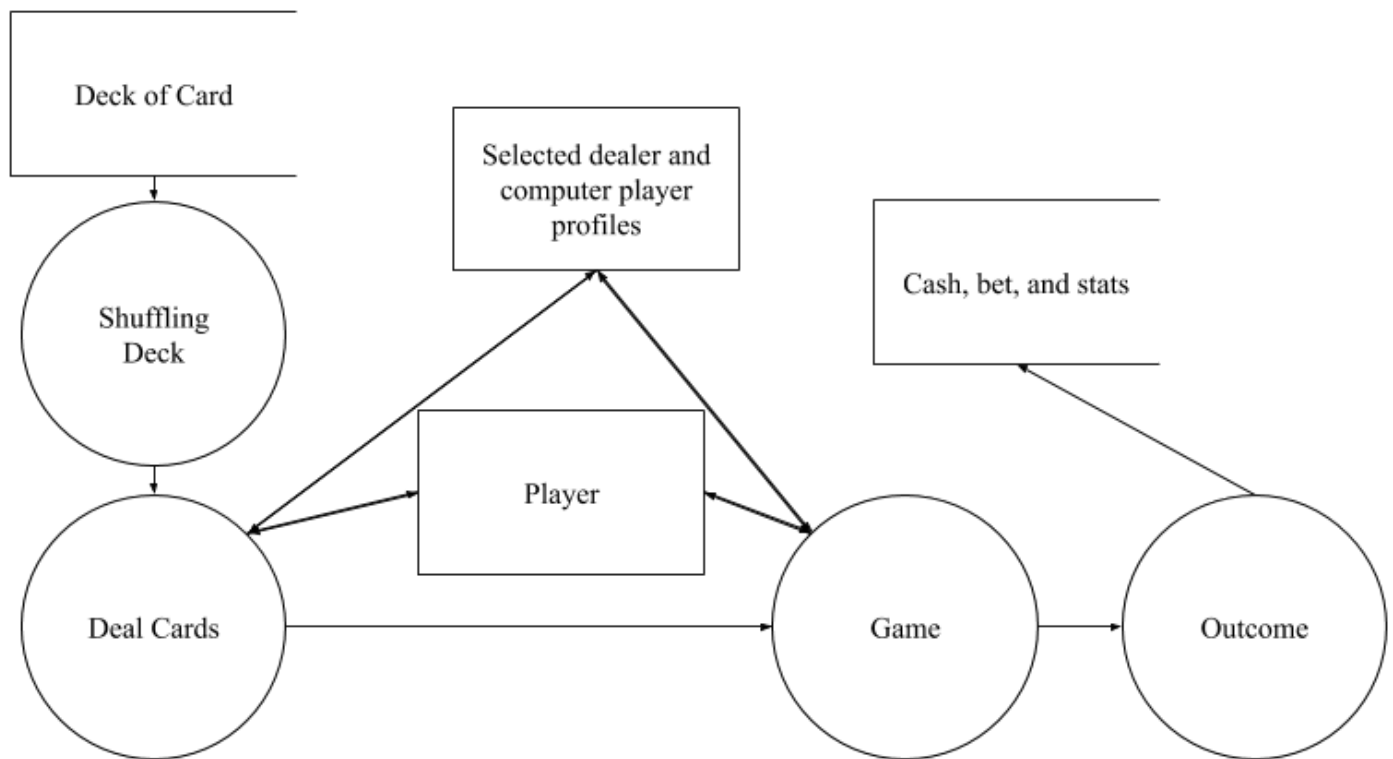 Deck of Card
Selected dealer and
computer player
profiles
Cash, bet, and stats
Shuffling
Deck
Player
Deal Cards
Game
Outcome